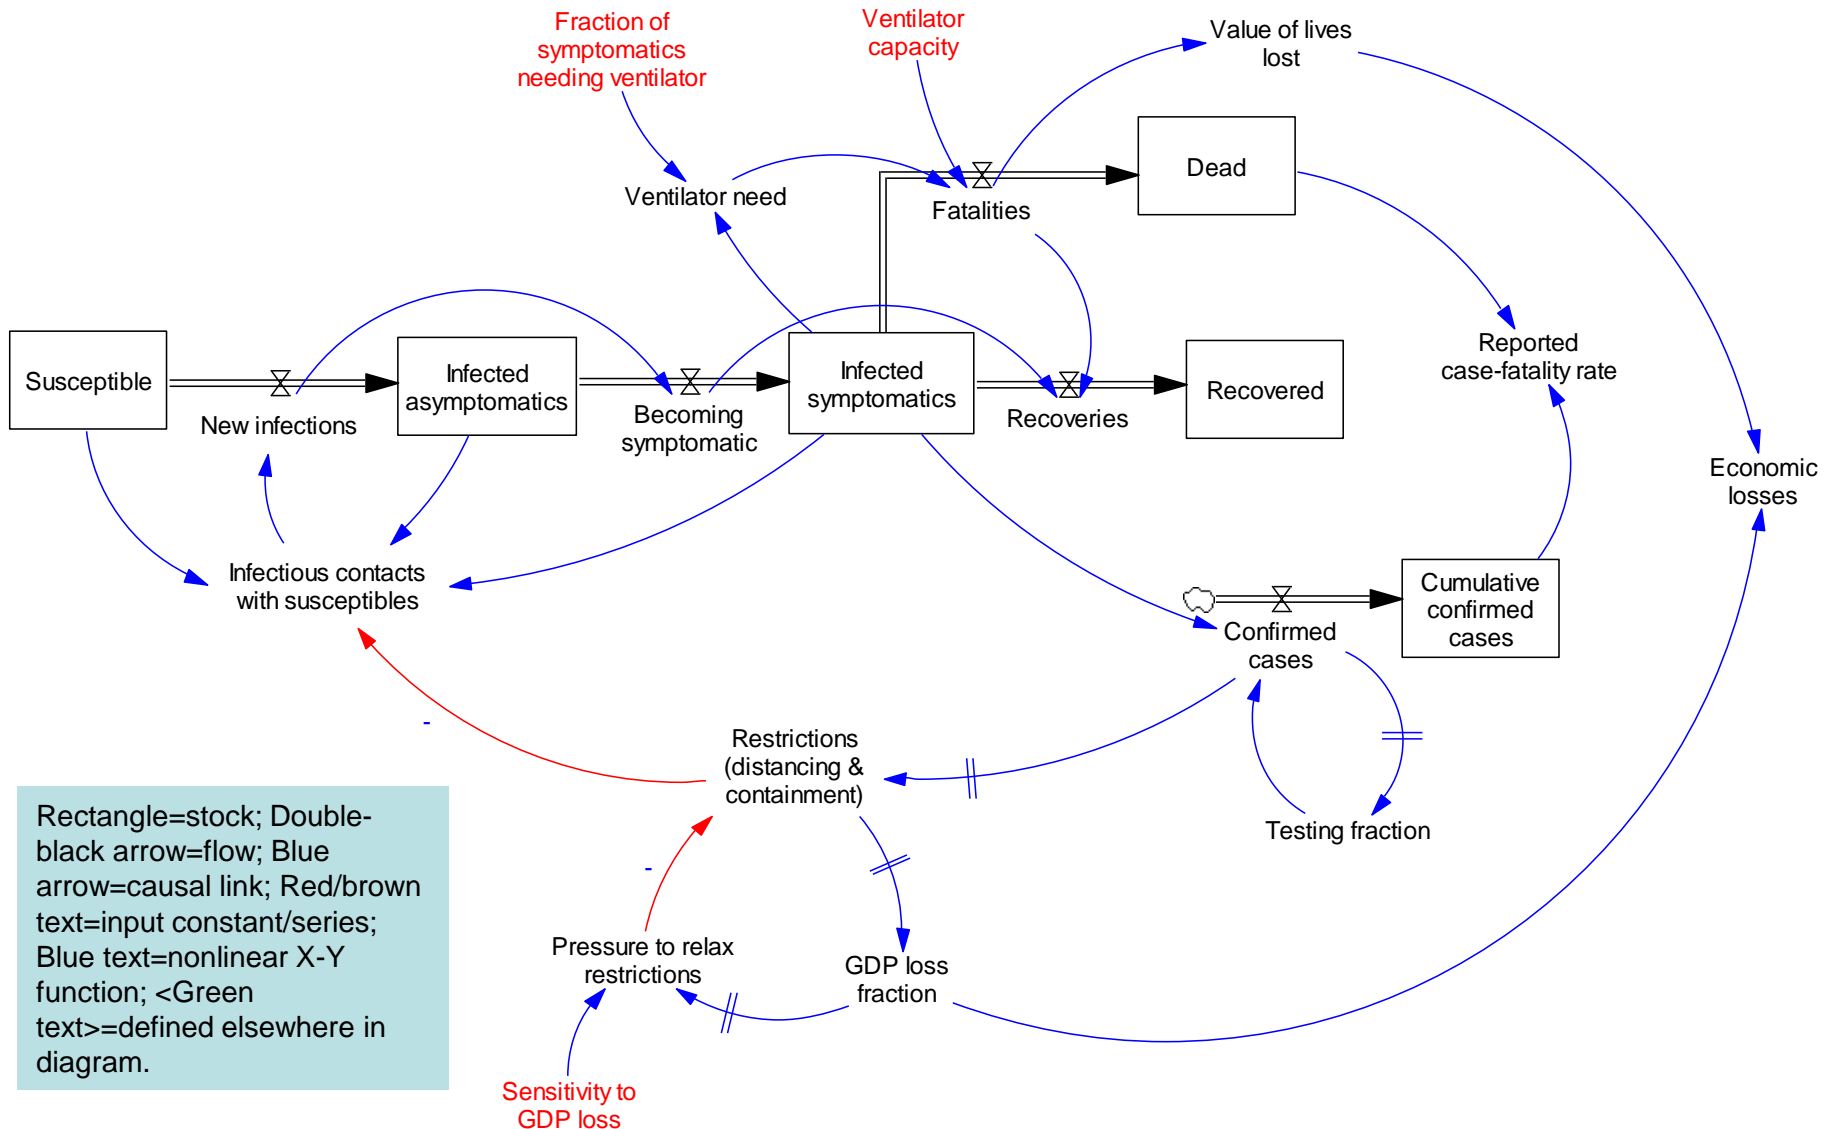 Fraction of
symptomatics
needing ventilator
Ventilator
capacity
Value of lives
lost
Dead
Ventilator need
Fatalities
Susceptible
New infections
Infected
asymptomatics
Becoming
symptomatic
Infected
symptomatics
Recoveries
Recovered
Reported
case-fatality rate
Economic
losses
Infectious contacts
with susceptibles
Confirmed
cases
Cumulative
confirmed
cases
-
Restrictions
(distancing &
containment)
Testing fraction
-
Pressure to relax
restrictions
GDP loss
fraction
Sensitivity to
GDP loss
Rectangle=stock; Double-
black arrow=flow; Blue
arrow=causal link; Red/brown
text=input constant/series;
Blue text=nonlinear X-Y
function; <Green
text>=defined elsewhere in
diagram.